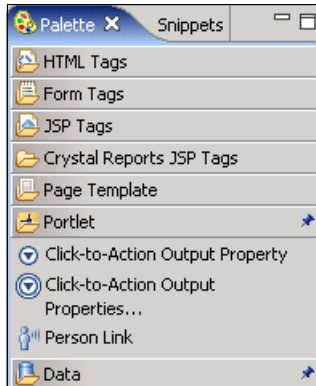 Palette Snippets
HTML Tags
Form Tags
JSP Tags
Crystal Reports JSP Tags
Page Template
Portlet
Click-to-Action Output Property
Click-to-Action Output
Properties...
Person Link
Data